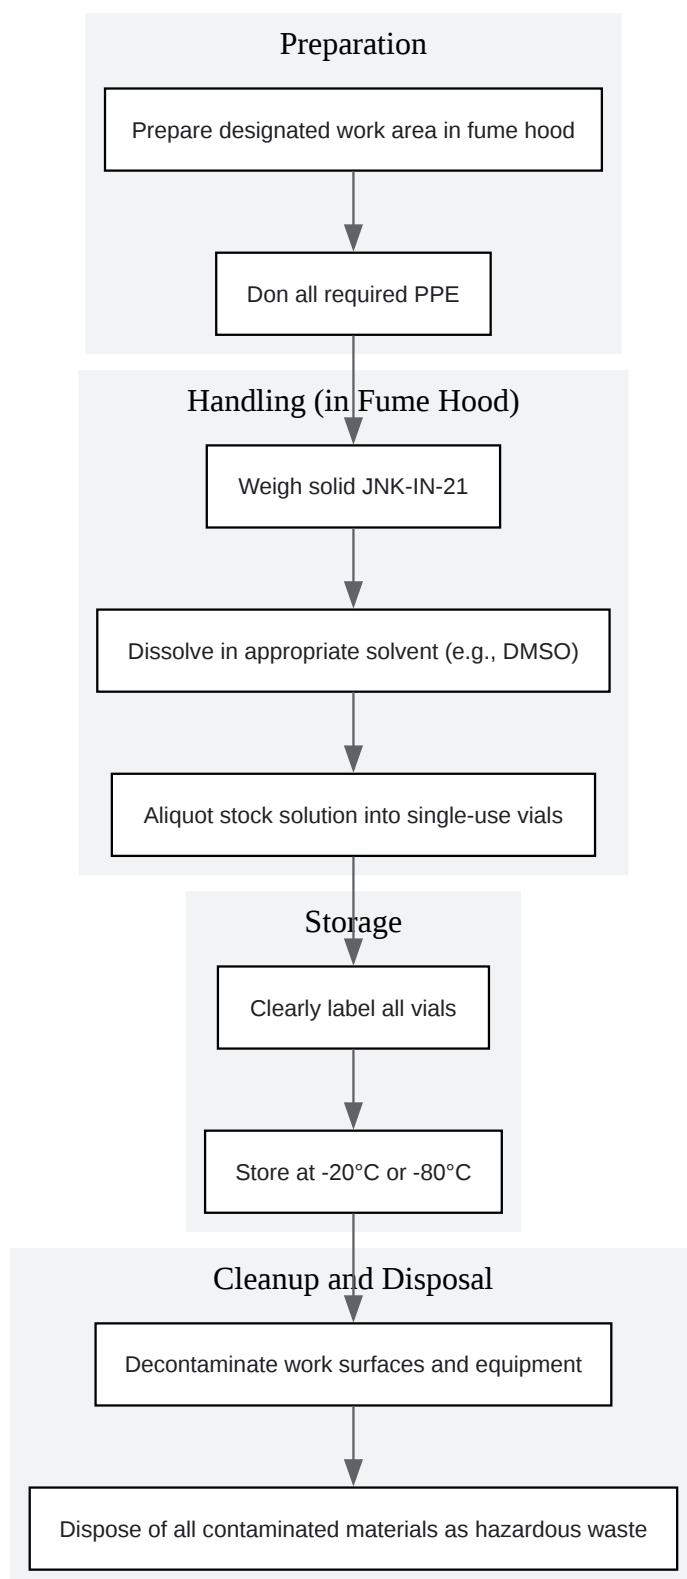 Preparation
Prepare designated work area in fume hood
Don all required PPE
Handling (in Fume Hood)
Weigh solid JNK-IN-21
Dissolve in appropriate solvent (e.g., DMSO)
Aliquot stock solution into single-use vials
Storage
Clearly label all vials
Store at -20°C or -80°C
Cleanup and Disposal
Decontaminate work surfaces and equipment
Dispose of all contaminated materials as hazardous waste